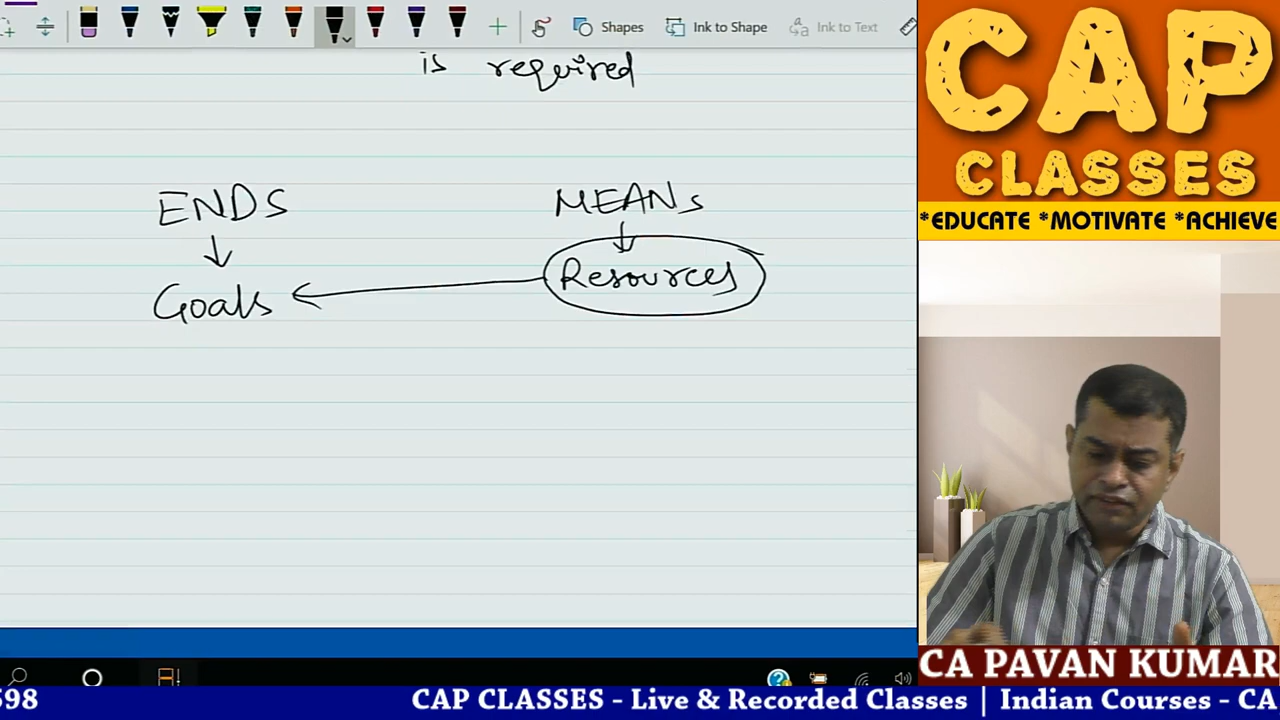 Shapes Ink to Shape Ink to Text
is required
ENDS MEANS
Goals Resources
CAP
CLASSES
*EDUCATE *MOTIVATE *ACHIEVE
CA PAVAN KUMAR
598 CAP CLASSES - Live & Recorded Classes | Indian Courses - CA